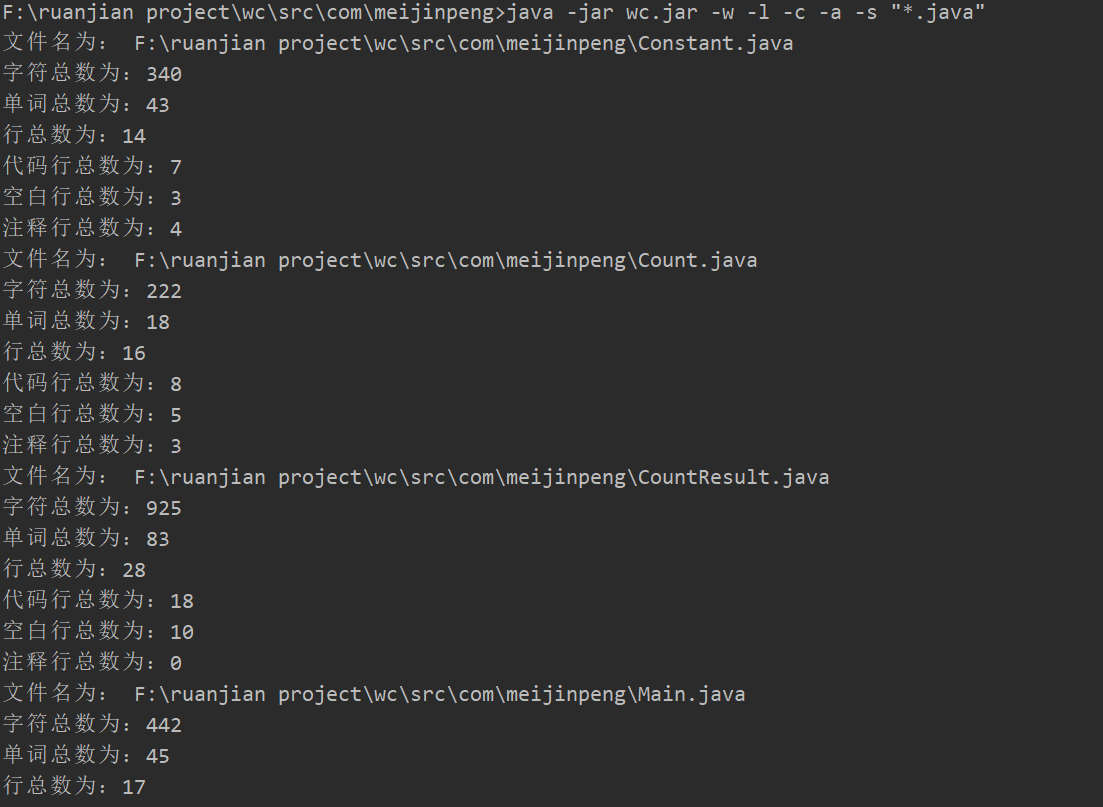 F:\ruanjian project\wc\src\com\meijinpeng>java -jar wc.jar -w -l -c -a -s "*.java"
文件名为： F:\ruanjian project\wc\src\com\meijinpeng\Constant.java
字符总数为：340
单词总数为：43
行总数为：14
代码行总数为：7
空白行总数为：3
注释行总数为：4
文件名为： F:\ruanjian project\wc\src\com\meijinpeng\Count.java
字符总数为：222
单词总数为：18
行总数为：16
代码行总数为：8
空白行总数为：5
注释行总数为：3
文件名为： F:\ruanjian project\wc\src\com\meijinpeng\CountResult.java
字符总数为：925
单词总数为：83
行总数为：28
代码行总数为：18
空白行总数为：10
注释行总数为：0
文件名为： F:\ruanjian project\wc\src\com\meijinpeng\Main.java
字符总数为：442
单词总数为：45
行总数为：17